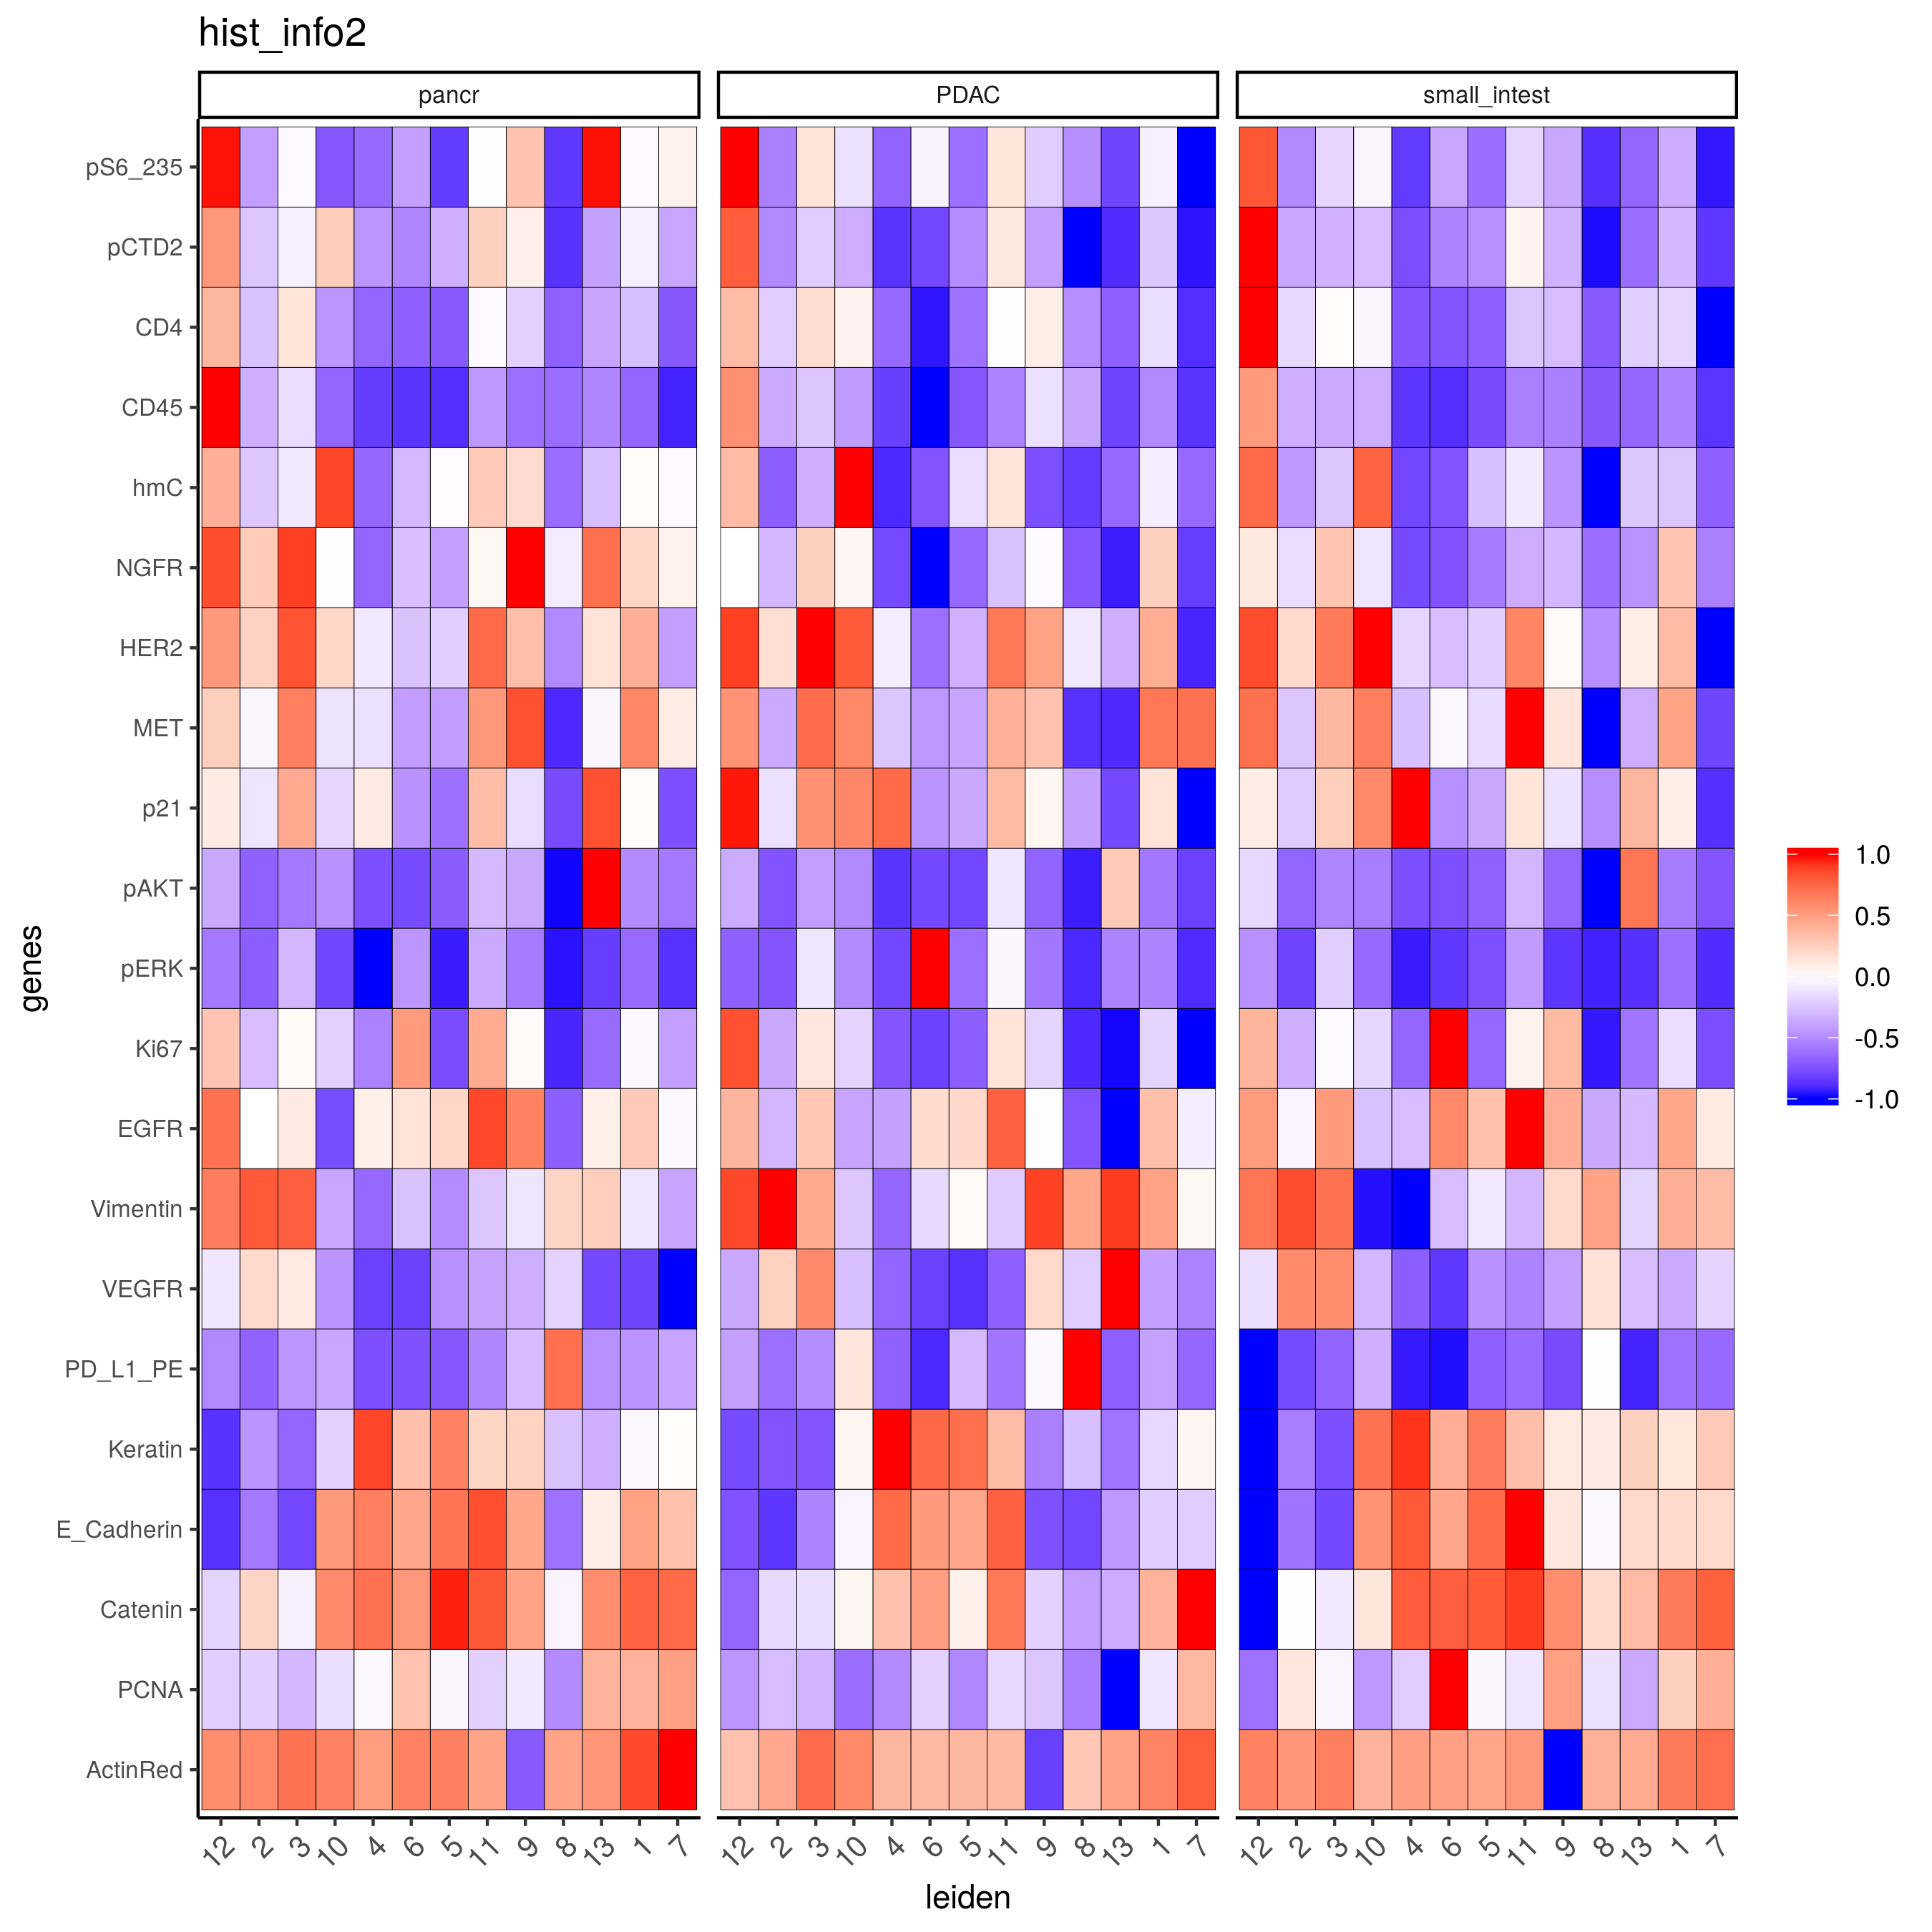 hist_info2
pancr PDAC small_intest
pS6_235
pCTD2
CD4
CD45
hmC
NGFR
HER2
MET
p21
pAKT
pERK
Ki67
EGFR
Vimentin
VEGFR
PD_L1_PE
Keratin
E_Cadherin
Catenin
PCNA
ActinRed
genes
12 2 3 10 4 6 5 11 9 8 13 1 7 12 2 3 10 4 6 5 11 9 8 13 1 7 12 2 3 10 4 6 5 11 9 8 13 1 7
leiden
1.0
0.5
0.0
-0.5
-1.0